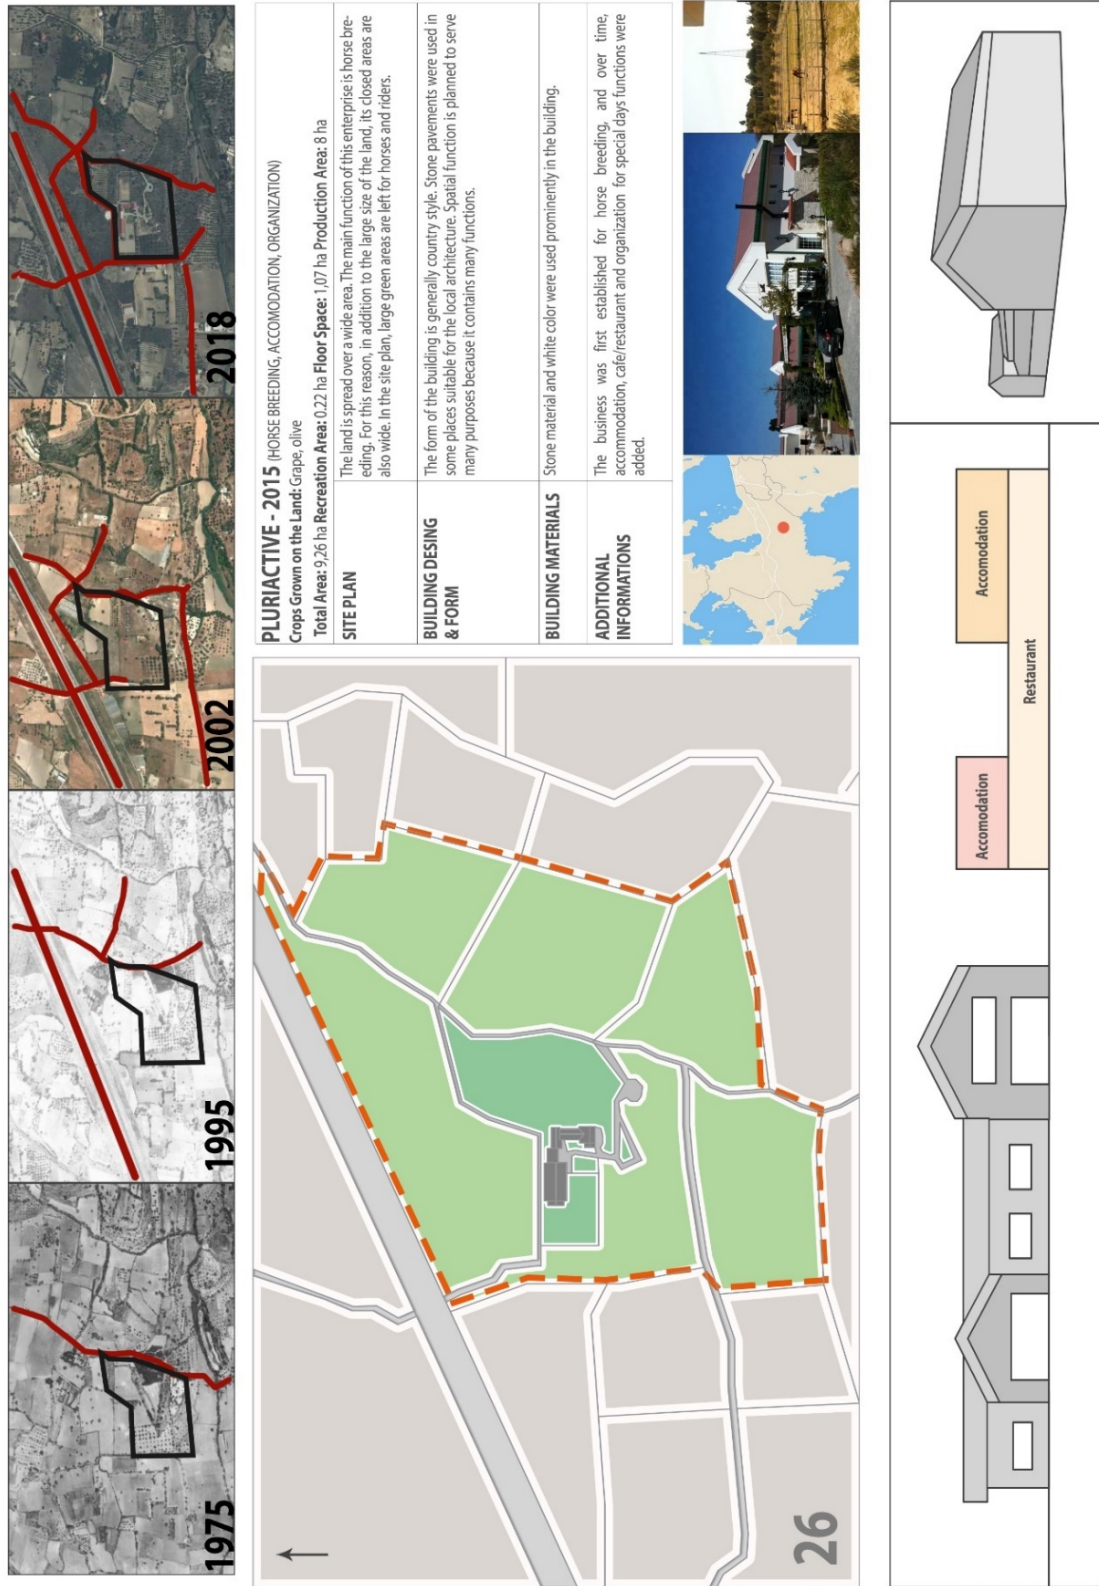 1975
1995
2002
2018
26
PLURIACTIVE - 2015 (HORSE BREEDING, ACCOMODATION, ORGANIZATION)
Crops Grown on the Land: Grape, olive
Total Area: 9,26 ha Recreation Area: 0.22 ha Floor Space: 1,07 ha Production Area: 8 ha
SITE PLAN
The land is spread over a wide area. The main function of this enterprise is horse bre-
eding. For this reason, in addition to the large size of the land, its closed areas are
also wide. In the site plan, large green areas are left for horses and riders.
BUILDING DESING
& FORM
The form of the building is generally country style. Stone pavements were used in
some places suitable for the local architecture. Spatial function is planned to serve
many purposes because it contains many functions.
BUILDING MATERIALS
Stone material and white color were used prominently in the building.
ADDITIONAL
INFORMATIONS
The business was first established for horse breeding, and over time,
accommodation, cafe/restaurant and organization for special days functions were
added.
Accomodation
Accomodation
Restaurant